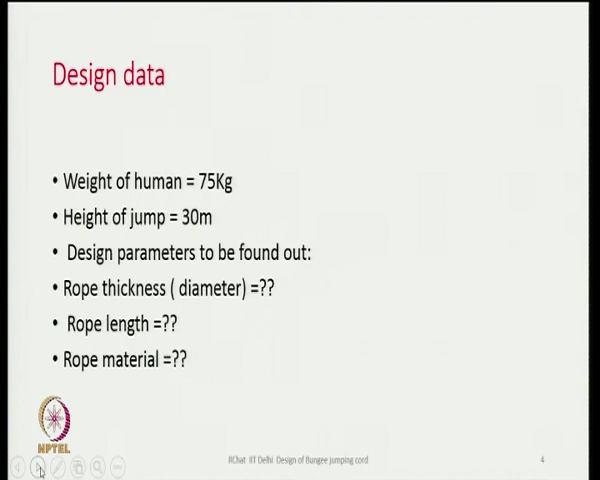 Design data
• Weight of human = 75Kg
• Height of jump = 30m
• Design parameters to be found out:
• Rope thickness ( diameter) =??
• Rope length =??
• Rope material =??
NPTEL
RChat IIT Delhi Design of Bungee jumping cord
4